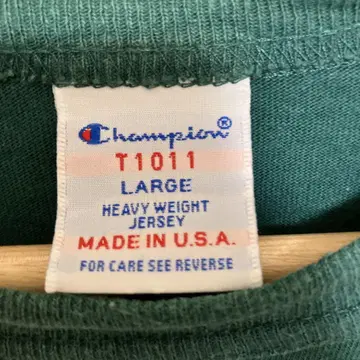 Champion®
T1011
LARGE
HEAVY WEIGHT
JERSEY
MADE IN U.S.A.
FOR CARE SEE REVERSE